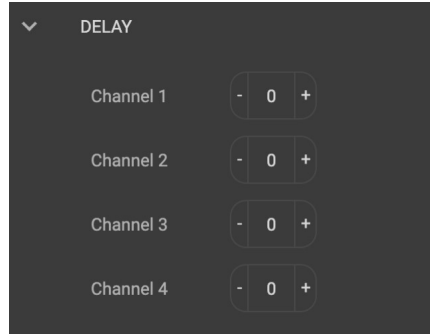 DELAY
Channel 1 - 0 +
Channel 2 - 0 +
Channel 3 - 0 +
Channel 4 - 0 +